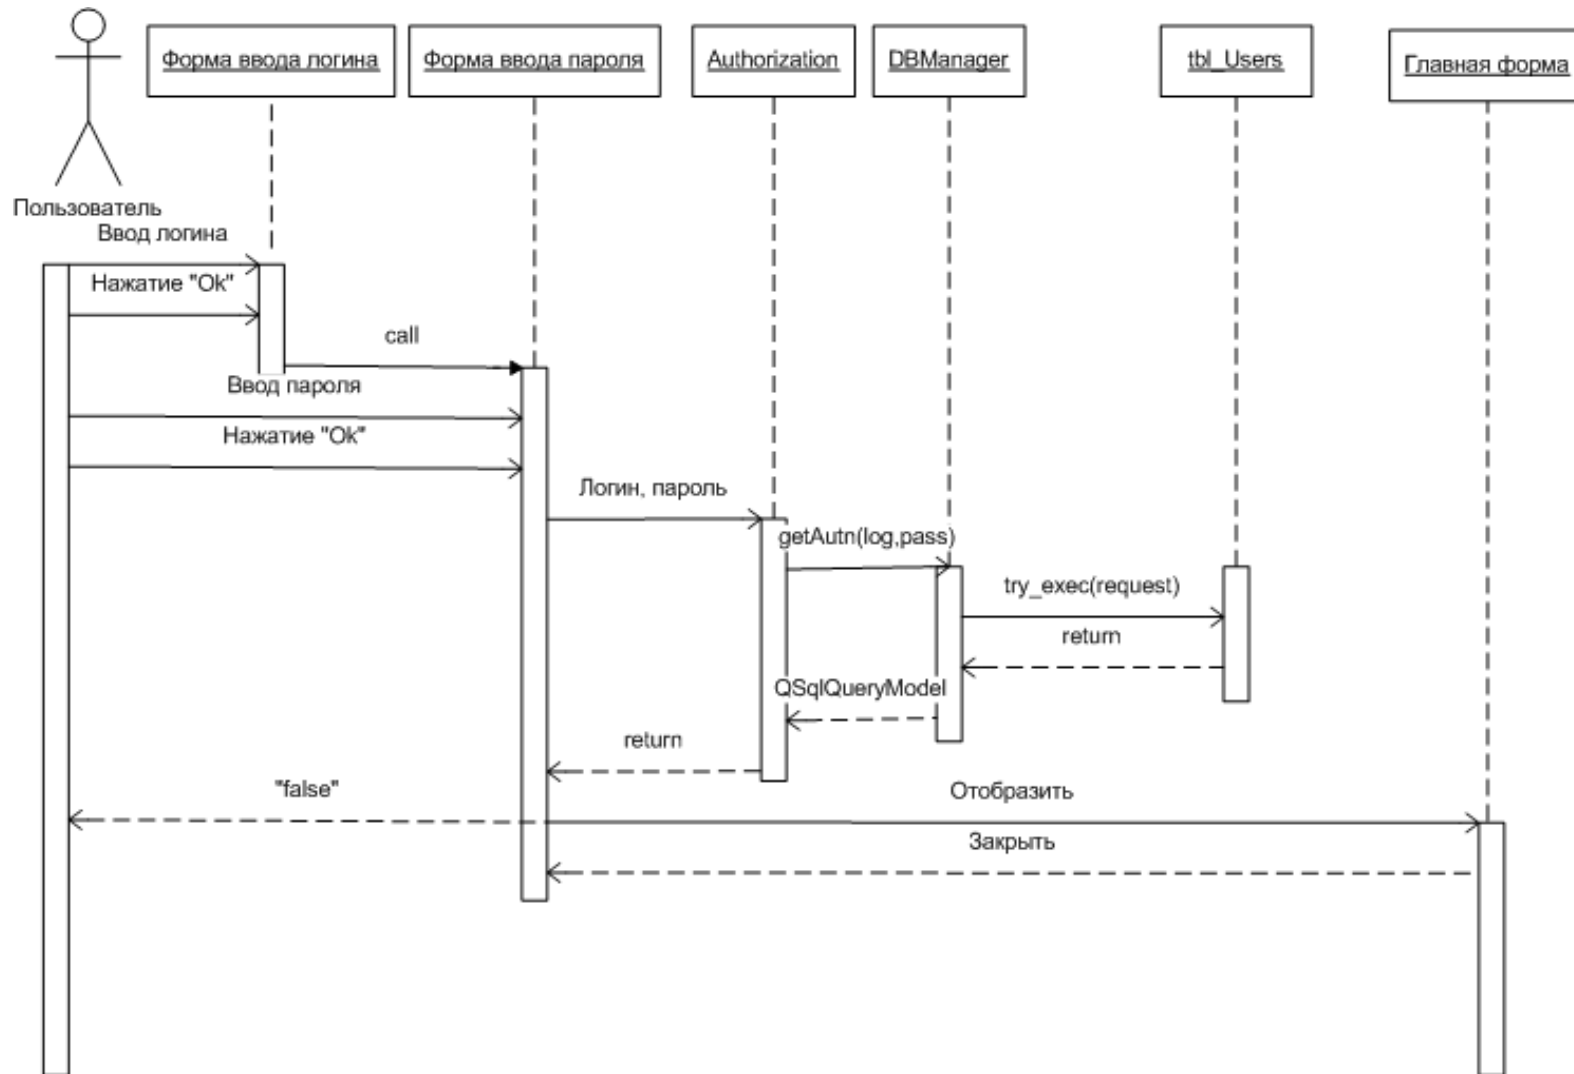 Форма ввода логина
Форма ввода пароля
Authorization
DBManager
tbl_Users
Главная форма
Пользователь
Ввод логина
Нажатие "Ok"
call
Ввод пароля
Нажатие "Ok"
Логин, пароль
getAutn(log,pass)
try_exec(request)
return
QSqlQueryModel
return
"false"
Отобразить
Закрыть